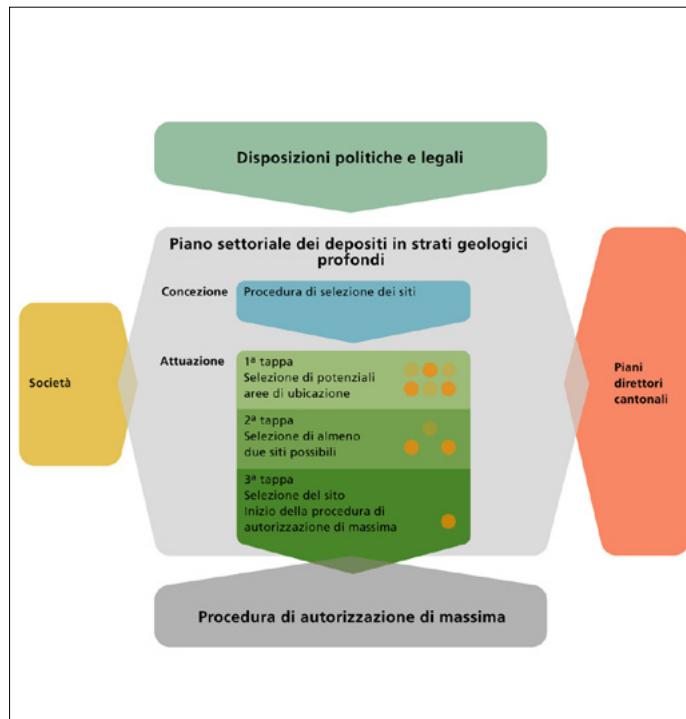 Disposizioni politiche e legali
Piano settoriale dei depositi in strati geologici
profondi
Concezione
Procedura di selezione dei siti
Società
Attuazione
1ª tappa
Selezione di potenziali
aree di ubicazione
2ª tappa
Selezione di almeno
due siti possibili
3ª tappa
Selezione del sito
Inizio della procedura di
autorizzazione di massima
Piani
direttori
cantonali
Procedura di autorizzazione di massima